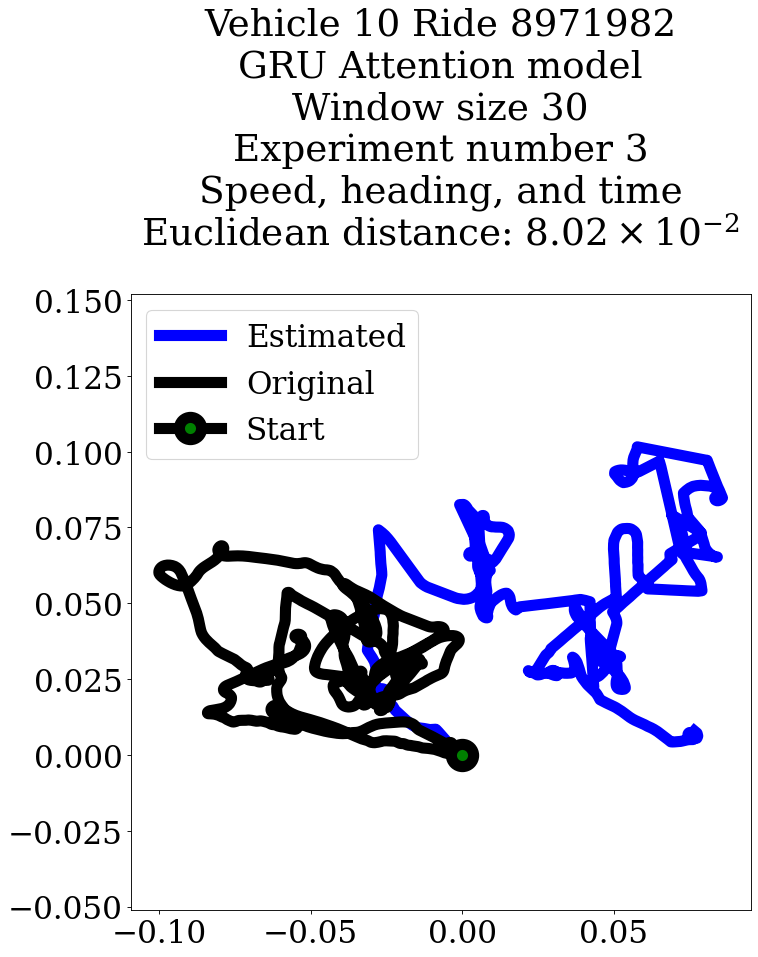 Vehicle 10 Ride 8971982
GRU Attention model
Window size 30
Experiment number 3
Speed, heading, and time
Euclidean distance: 8.02 × 10⁻²
0.150
0.125
0.100
0.075
0.050
0.025
0.000
−0.025
−0.050
Estimated
Original
Start
−0.10 −0.05 0.00 0.05